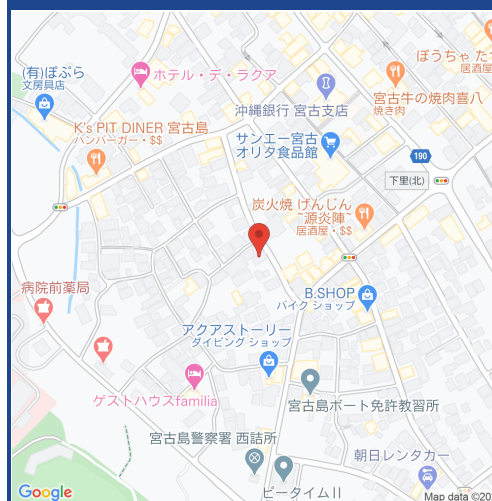 ぼうちゃ た
居酒屋
(有)ぽぷら
文房具店
ホテル・デ・ラクア
宮古牛の焼肉喜八
焼き肉
沖縄銀行 宮古支店
K's PIT DINER 宮古島
ハンバーガー・$$
サンエー宮古
オリタ食品館
190
下里(北)
炭火焼 げんじん
~源炎陣~
居酒屋・$$
病院前薬局
B.SHOP
バイク ショップ
アクアストーリー
ダイビング ショップ
ゲストハウスfamilia
宮古島ボート免許教習所
宮古島警察署 西詰所
朝日レンタカー
ビータイムⅡ
Google
Map data ©20